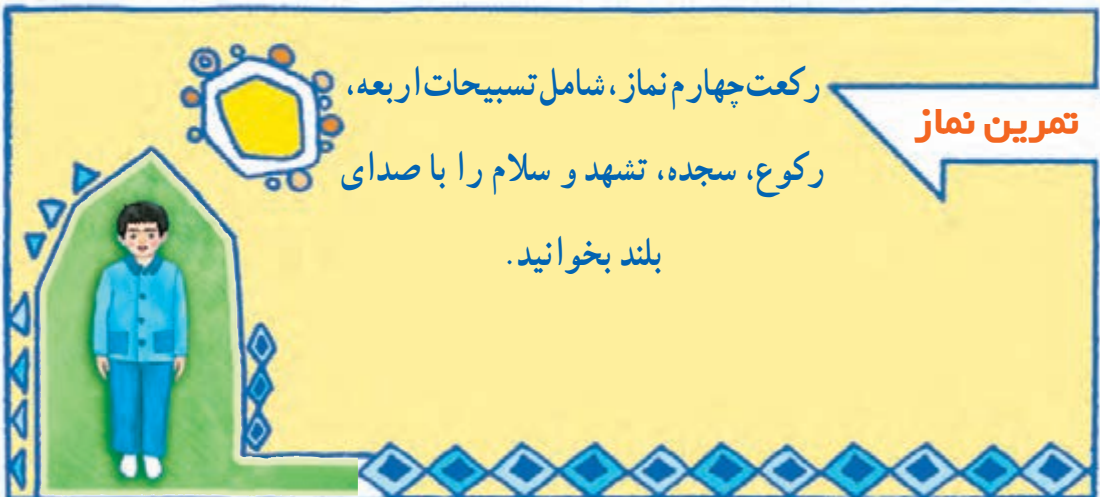 تمرین نماز
رکعت چهارم نماز، شامل تسبیحات اربعه،
رکوع، سجده، تشهد و سلام را با صدای
بلند بخوانید.